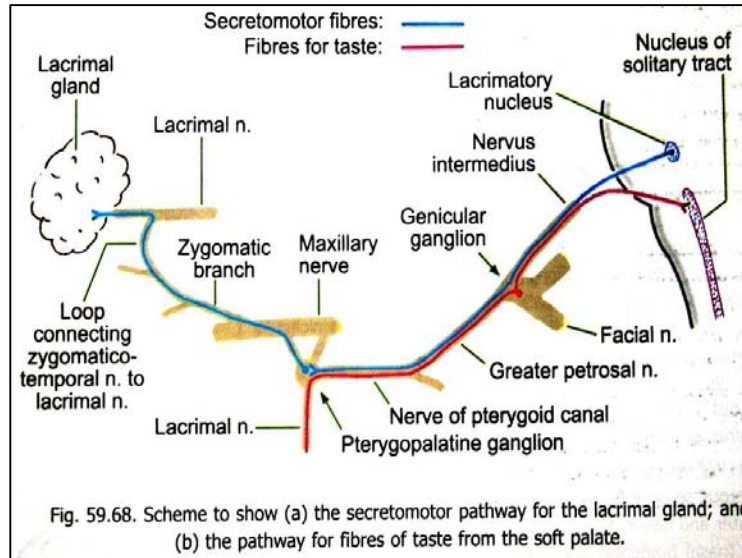 Secretomotor fibres:
Fibres for taste:
Nucleus of
solitary tract
Lacrimal
gland
Lacrimatory
nucleus
Lacrimal n.
Nervus
intermedius
Genicular
ganglion
Zygomatic
branch
Maxillary
nerve
Loop
connecting
zygomatico-
temporal n. to
lacrimal n.
Facial n.
Greater petrosal n.
Nerve of pterygoid canal
Lacrimal n.
Pterygopalatine ganglion
Fig. 59.68. Scheme to show (a) the secretomotor pathway for the lacrimal gland; and
(b) the pathway for fibres of taste from the soft palate.